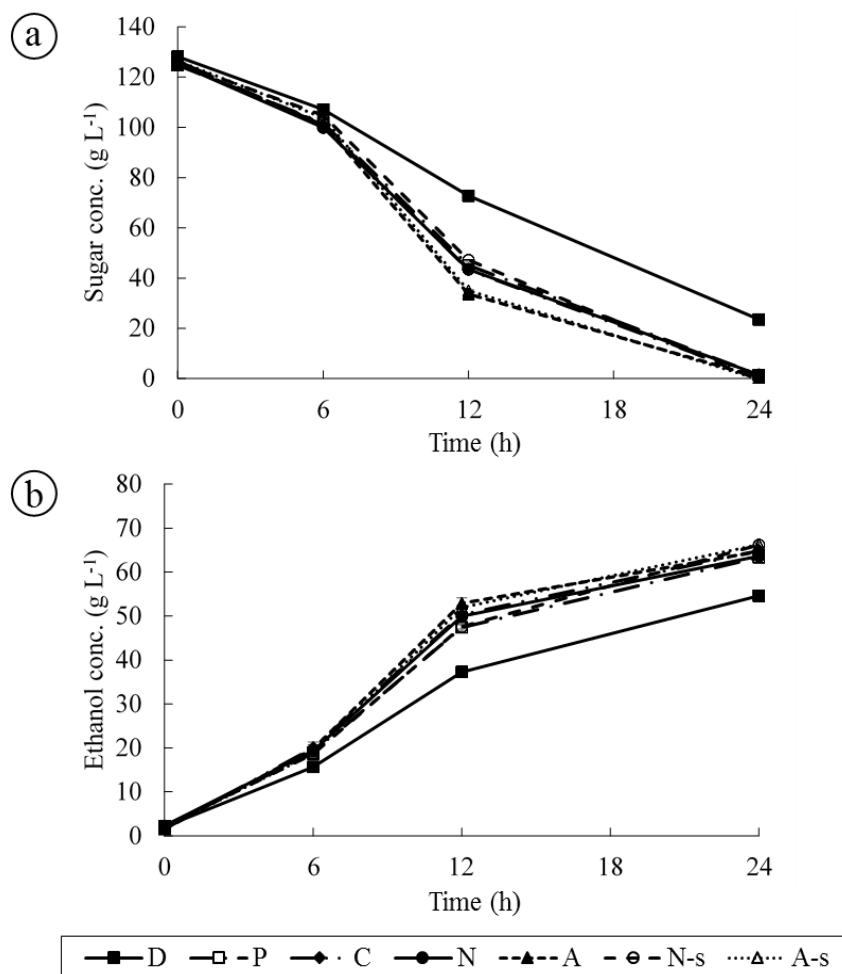 a
140
120
100
80
60
40
20
0
Sugar conc. (g L⁻¹)
0 6 12 18 24
Time (h)
b
80
70
60
50
40
30
20
10
0
Ethanol conc. (g L⁻¹)
0 6 12 18 24
Time (h)
D P C N A N-s A-s